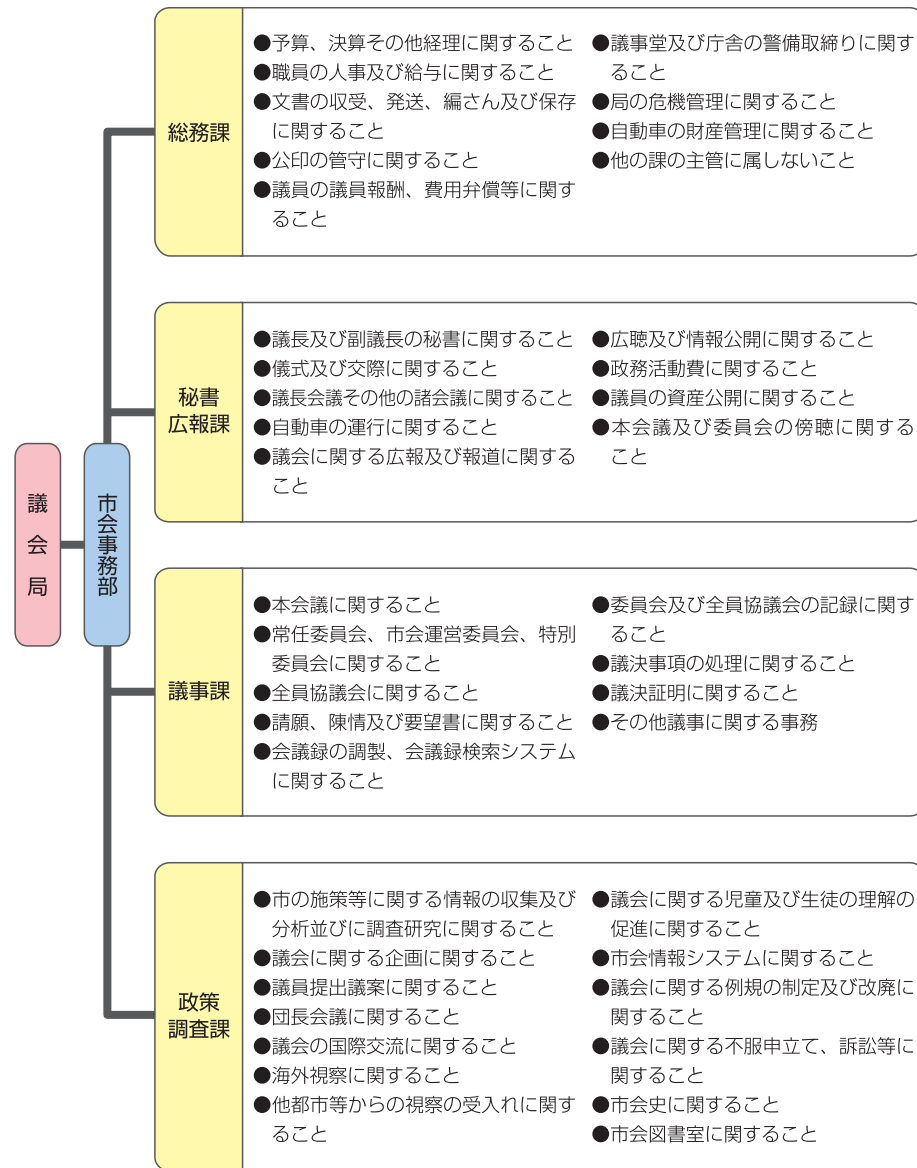 議会局
市会事務部
総務課
●予算、決算その他経理に関すること
●職員の人事及び給与に関すること
●文書の収受、発送、編さん及び保存
に関すること
●公印の管守に関すること
●議員の議員報酬、費用弁償等に関す
ること
●議事堂及び庁舎の警備取締りに関す
ること
●局の危機管理に関すること
●自動車の財産管理に関すること
●他の課の主管に属しないこと
秘書
広報課
●議長及び副議長の秘書に関すること
●儀式及び交際に関すること
●議長会議その他の諸会議に関すること
●自動車の運行に関すること
●議会に関する広報及び報道に関する
こと
●広聴及び情報公開に関すること
●政務活動費に関すること
●議員の資産公開に関すること
●本会議及び委員会の傍聴に関する
こと
議事課
●本会議に関すること
●常任委員会、市会運営委員会、特別
委員会に関すること
●全員協議会に関すること
●請願、陳情及び要望書に関すること
●会議録の調製、会議録検索システム
に関すること
●委員会及び全員協議会の記録に関す
ること
●議決事項の処理に関すること
●議決証明に関すること
●その他議事に関する事務
政策
調査課
●市の施策等に関する情報の収集及び
分析並びに調査研究に関すること
●議会に関する企画に関すること
●議員提出議案に関すること
●団長会議に関すること
●議会の国際交流に関すること
●海外視察に関すること
●他都市等からの視察の受入れに関す
ること
●議会に関する児童及び生徒の理解の
促進に関すること
●市会情報システムに関すること
●議会に関する例規の制定及び改廃に
関すること
●議会に関する不服申立て、訴訟等に
関すること
●市会史に関すること
●市会図書室に関すること